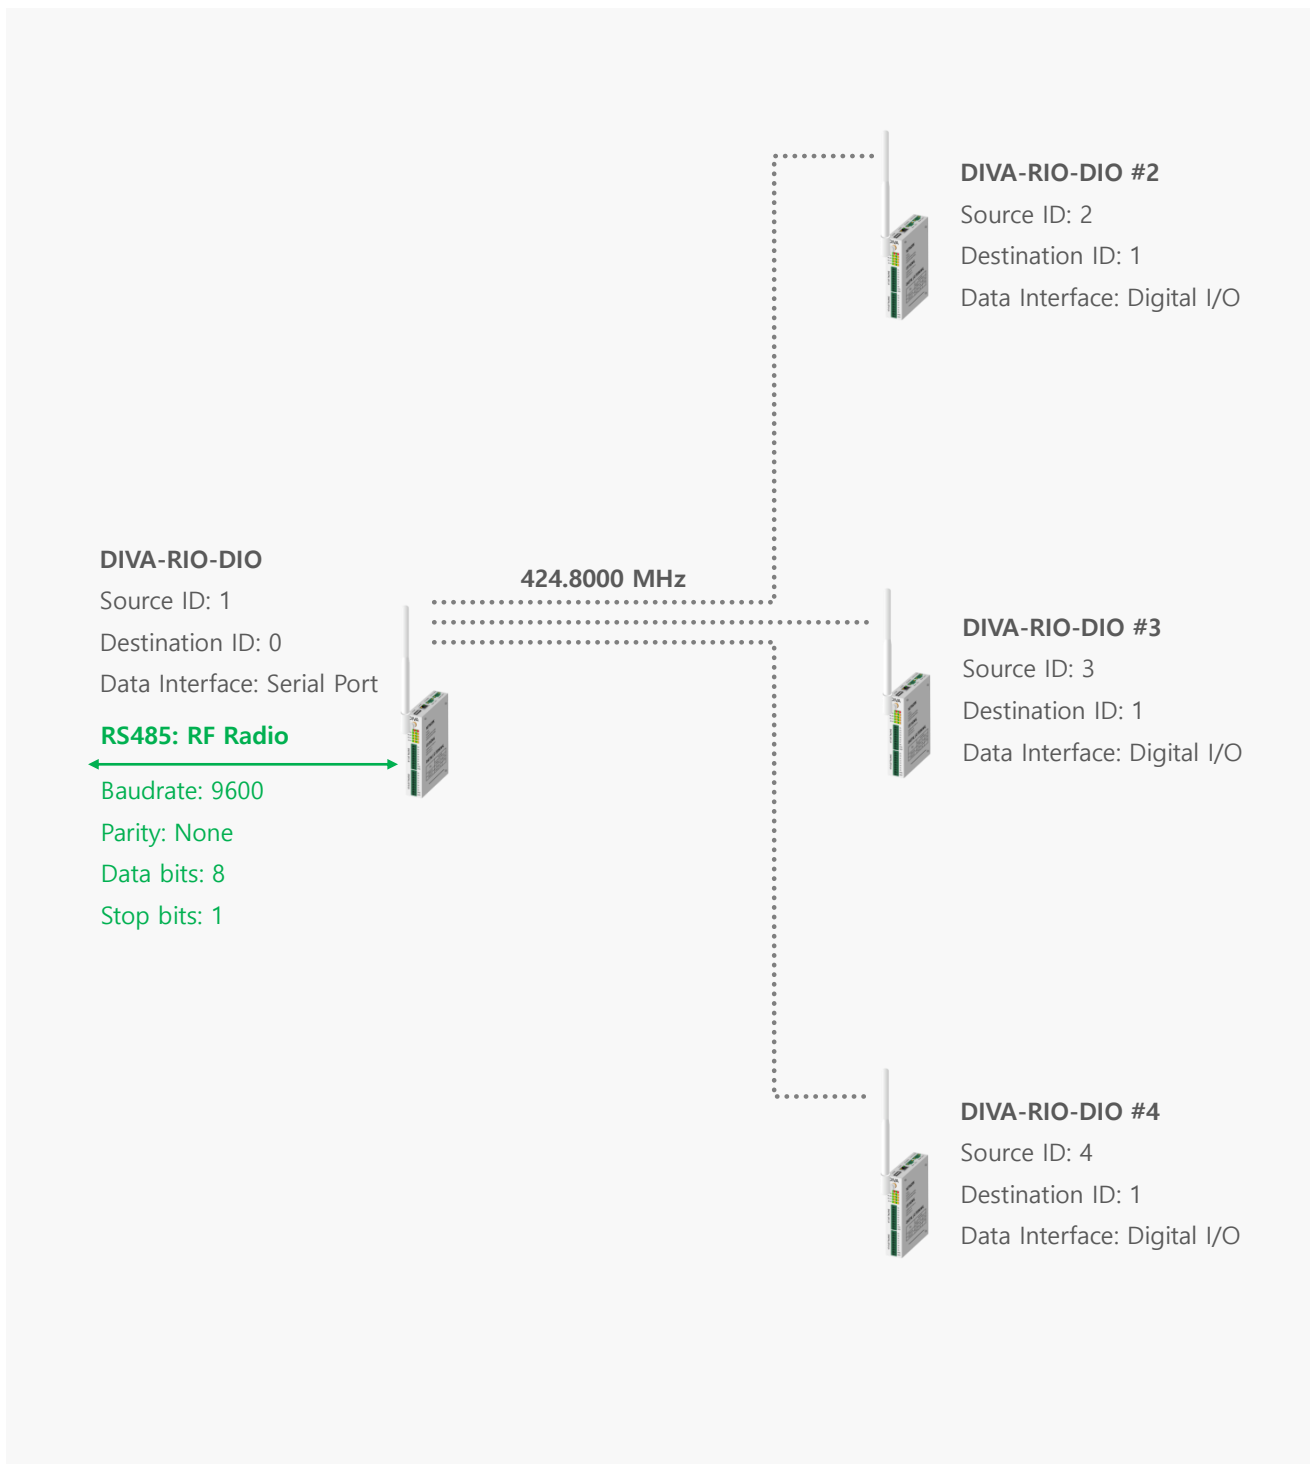 DIVA-RIO-DIO #2
Source ID: 2
Destination ID: 1
Data Interface: Digital I/O
DIVA-RIO-DIO
Source ID: 1
Destination ID: 0
Data Interface: Serial Port
RS485: RF Radio
Baudrate: 9600
Parity: None
Data bits: 8
Stop bits: 1
424.8000 MHz
DIVA-RIO-DIO #3
Source ID: 3
Destination ID: 1
Data Interface: Digital I/O
DIVA-RIO-DIO #4
Source ID: 4
Destination ID: 1
Data Interface: Digital I/O